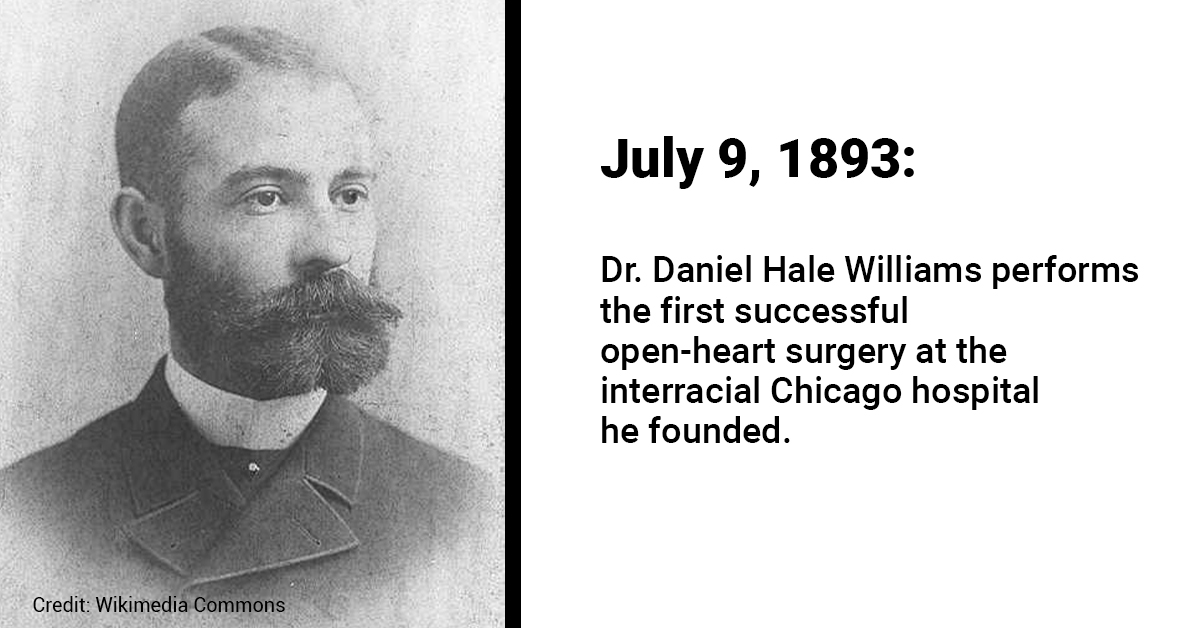 July 9, 1893:
Dr. Daniel Hale Williams performs
the first successful
open-heart surgery at the
interracial Chicago hospital
he founded.
Credit: Wikimedia Commons